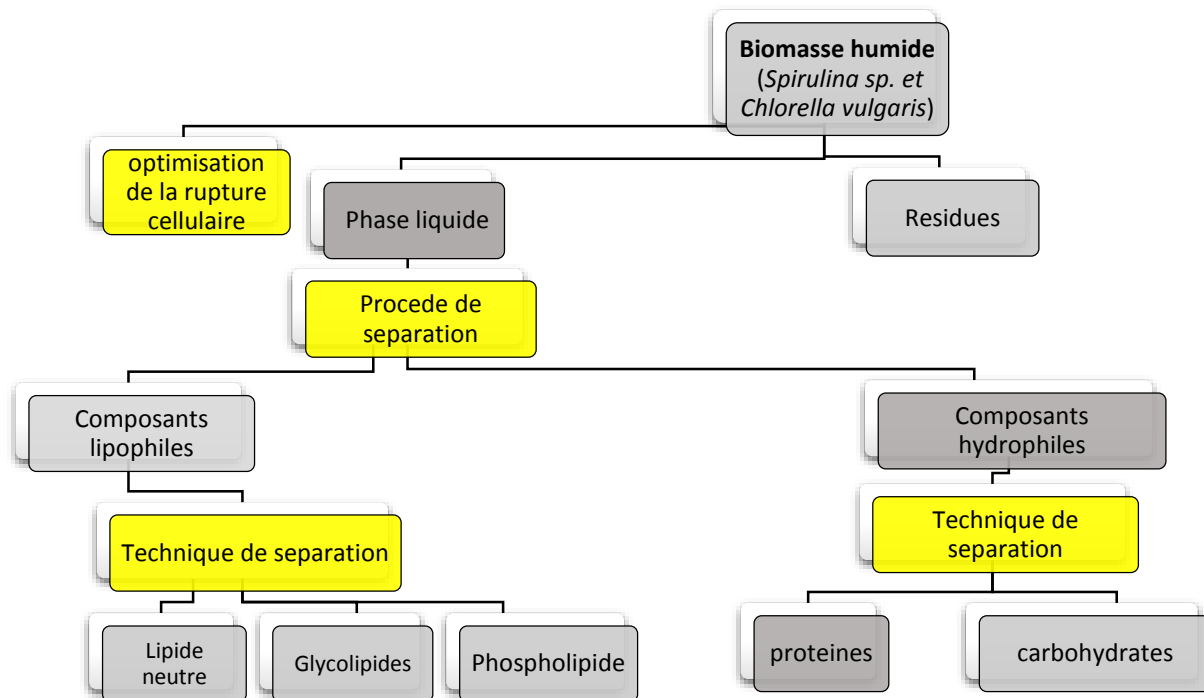 Biomasse humide
(Spirulina sp. et
Chlorella vulgaris)
optimisation
de la rupture
cellulaire
Phase liquide
Residues
Procede de
separation
Composants
lipophiles
Composants
hydrophiles
Technique de separation
Technique de
separation
Lipide
neutre
Glycolipides
Phospholipide
proteines
carbohydrates